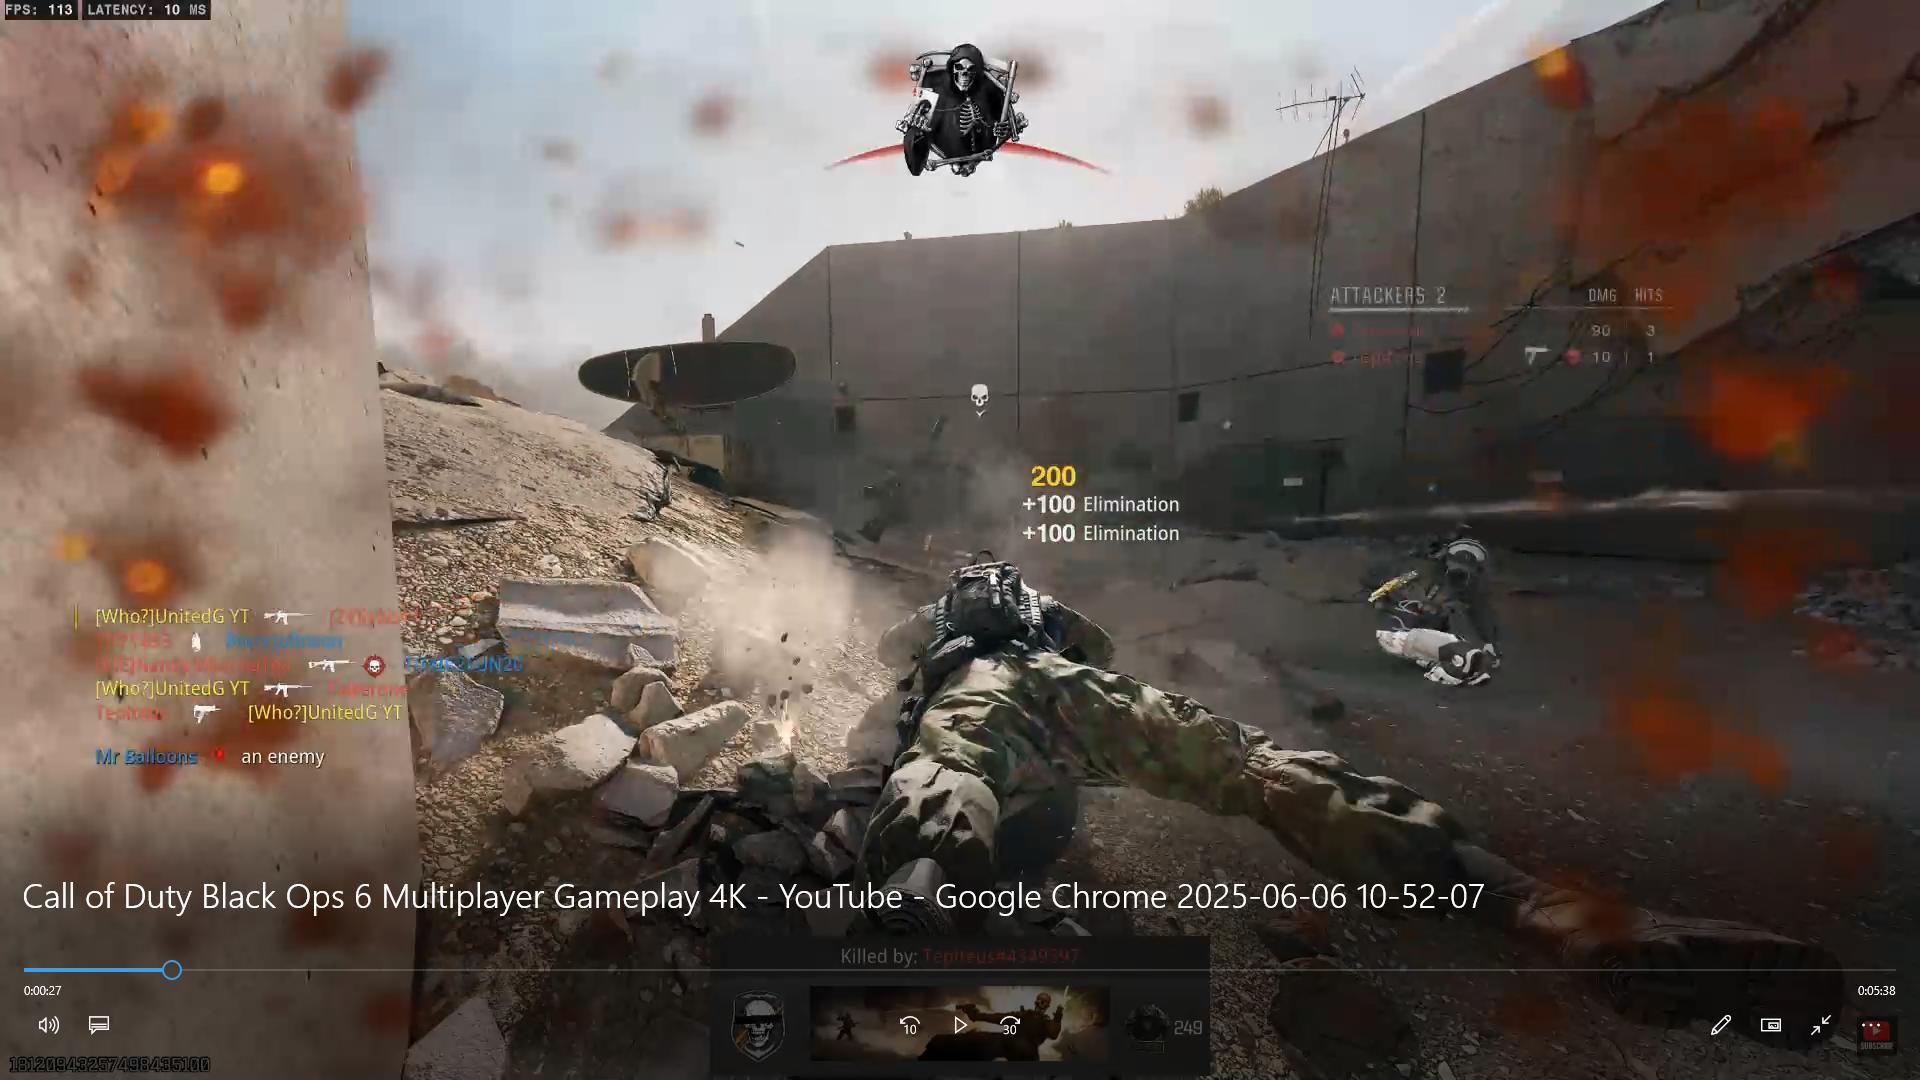 FPS: 113 LATENCY: 10 MS
ATTACKERS 2 DMG HITS
90 3
10 1
200
+100 Elimination
+100 Elimination
[Who?]UnitedG YT
[Who?]UnitedG YT
[Who?]UnitedG YT
Mr Balloons an enemy
Call of Duty Black Ops 6 Multiplayer Gameplay 4K - YouTube - Google Chrome 2025-06-06 10-52-07
Killed by: Tepiteus#4349397
0:00:27 0:05:38
10 30 249
SUBSCRIBE